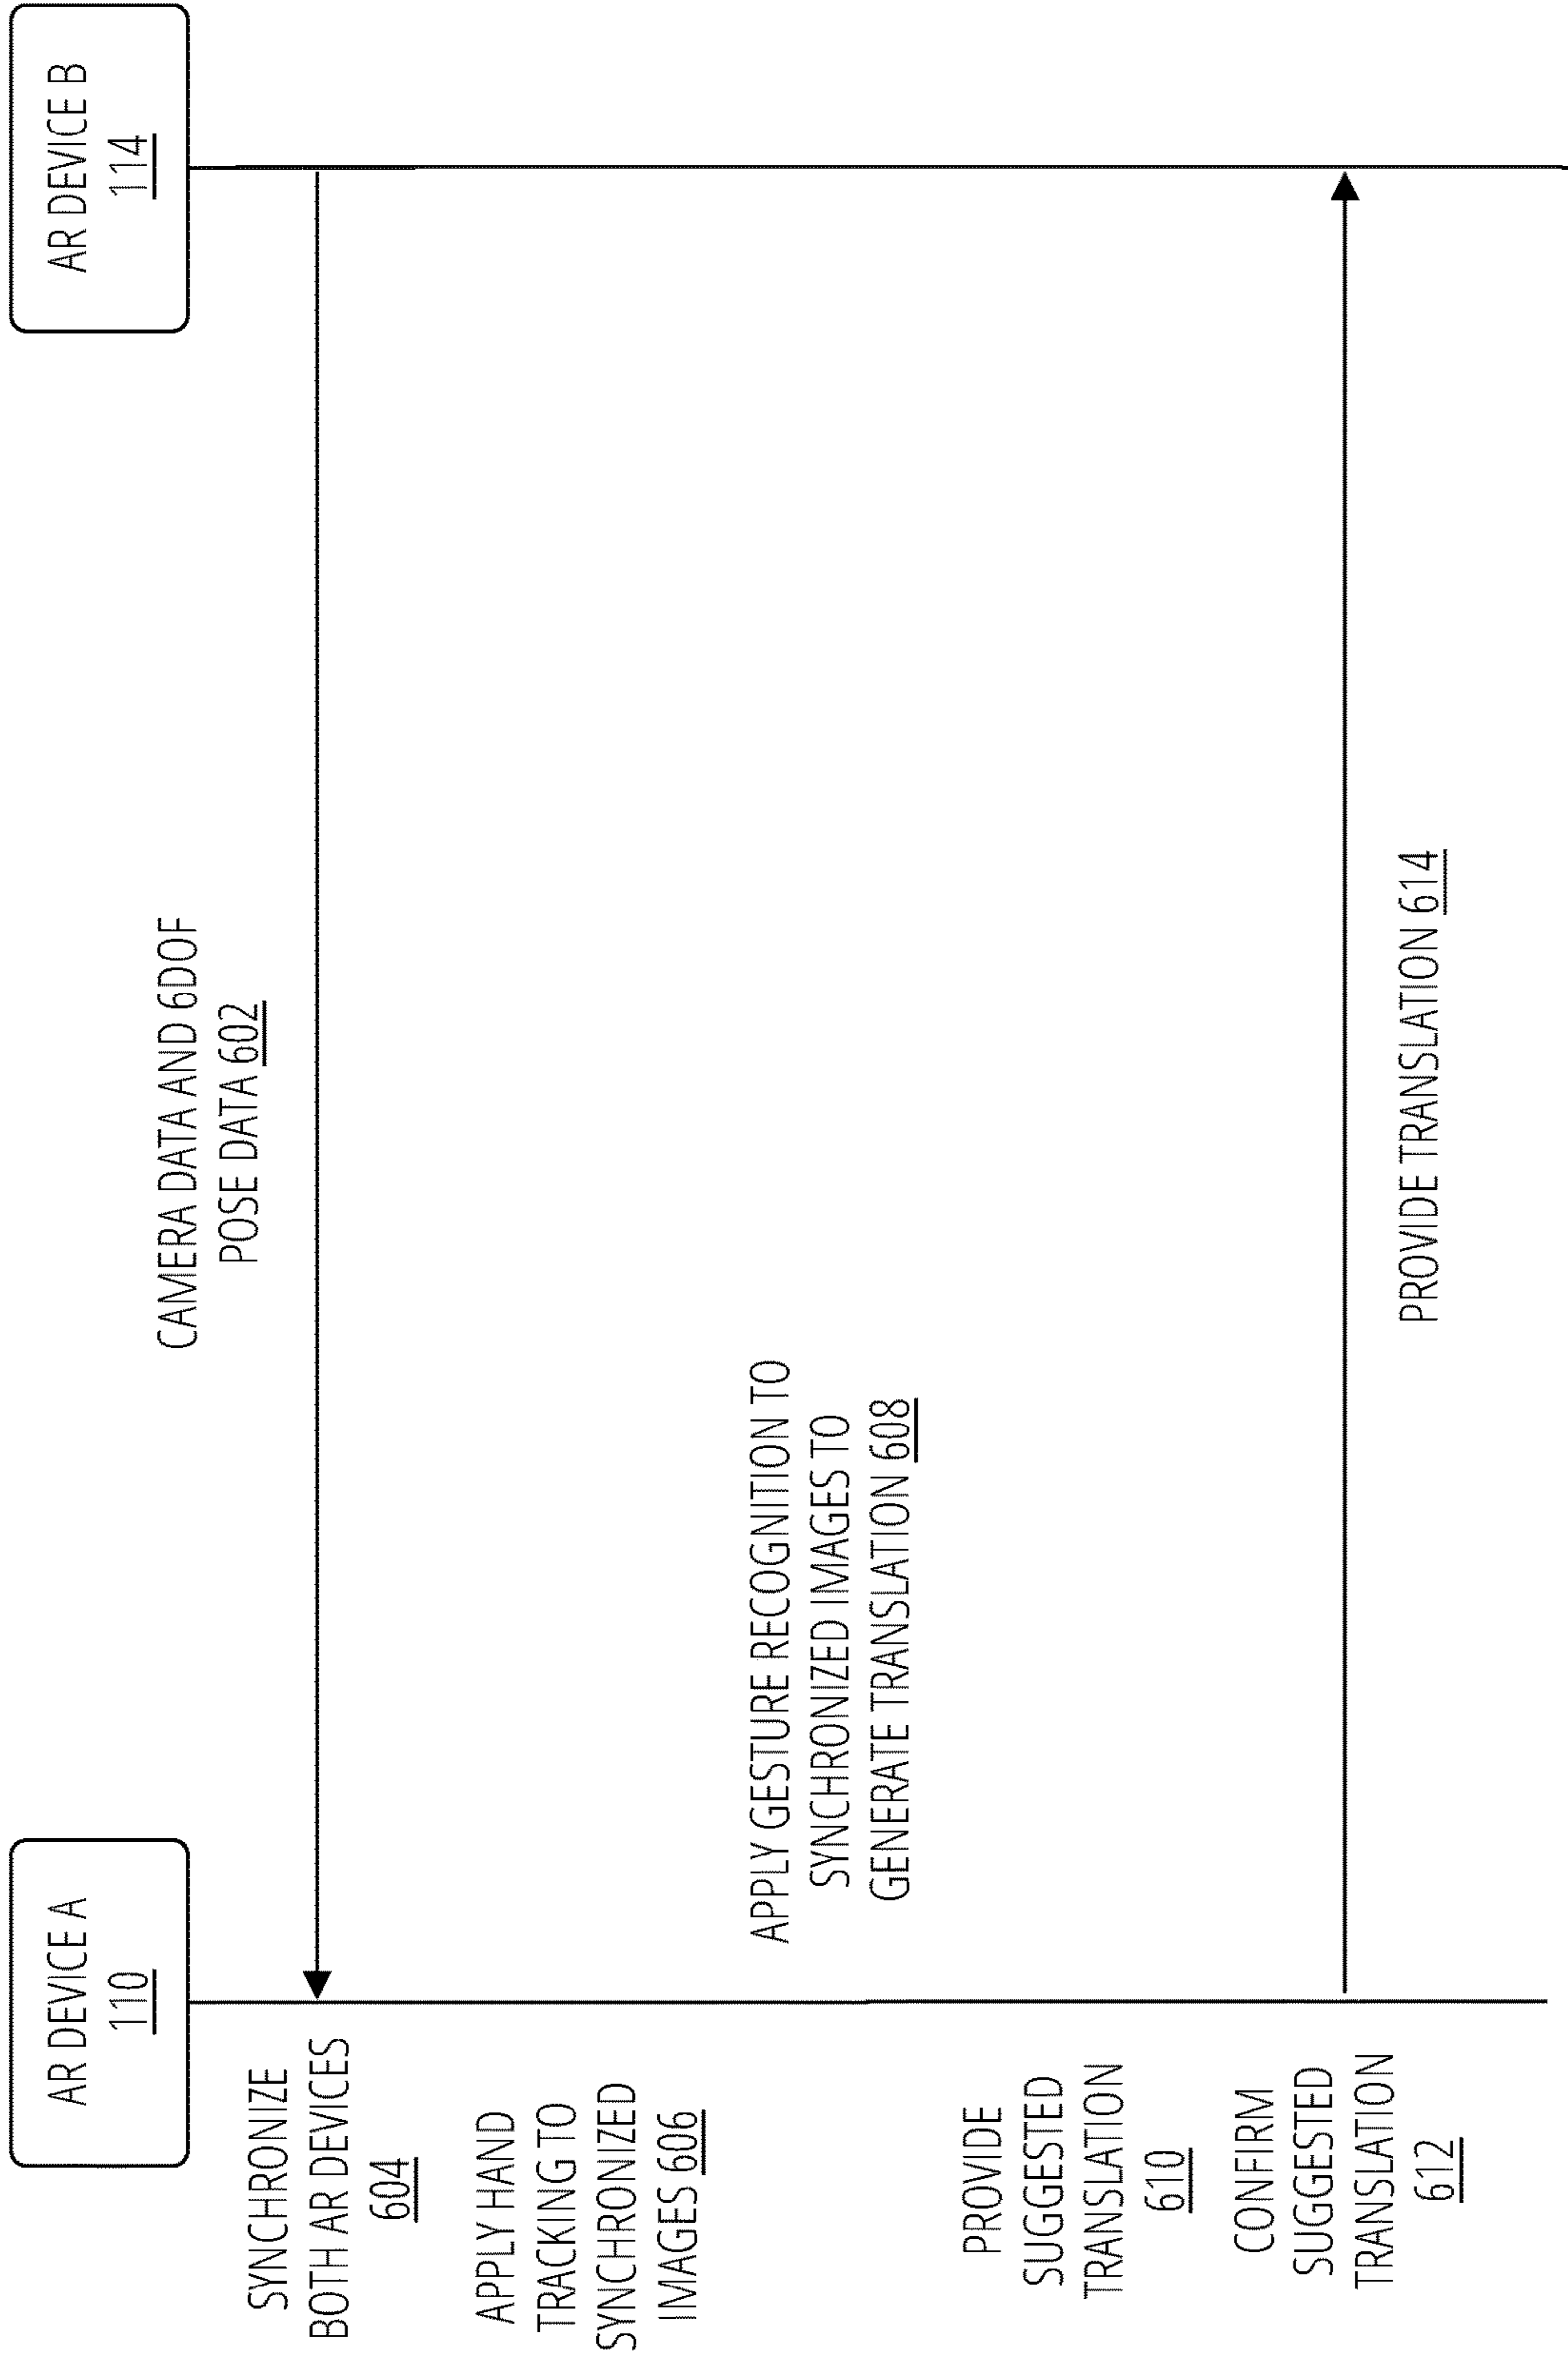 AR DEVICE A
110
AR DEVICE B
114
CAMERA DATA AND 6DOF
POSE DATA 602
SYNCHRONIZE
BOTH AR DEVICES
604
APPLY HAND
TRACKING TO
SYNCHRONIZED
IMAGES 606
APPLY GESTURE RECOGNITION TO
SYNCHRONIZED IMAGES TO
GENERATE TRANSLATION 608
PROVIDE
SUGGESTED
TRANSLATION
610
CONFIRM
SUGGESTED
TRANSLATION
612
PROVIDE TRANSLATION 614